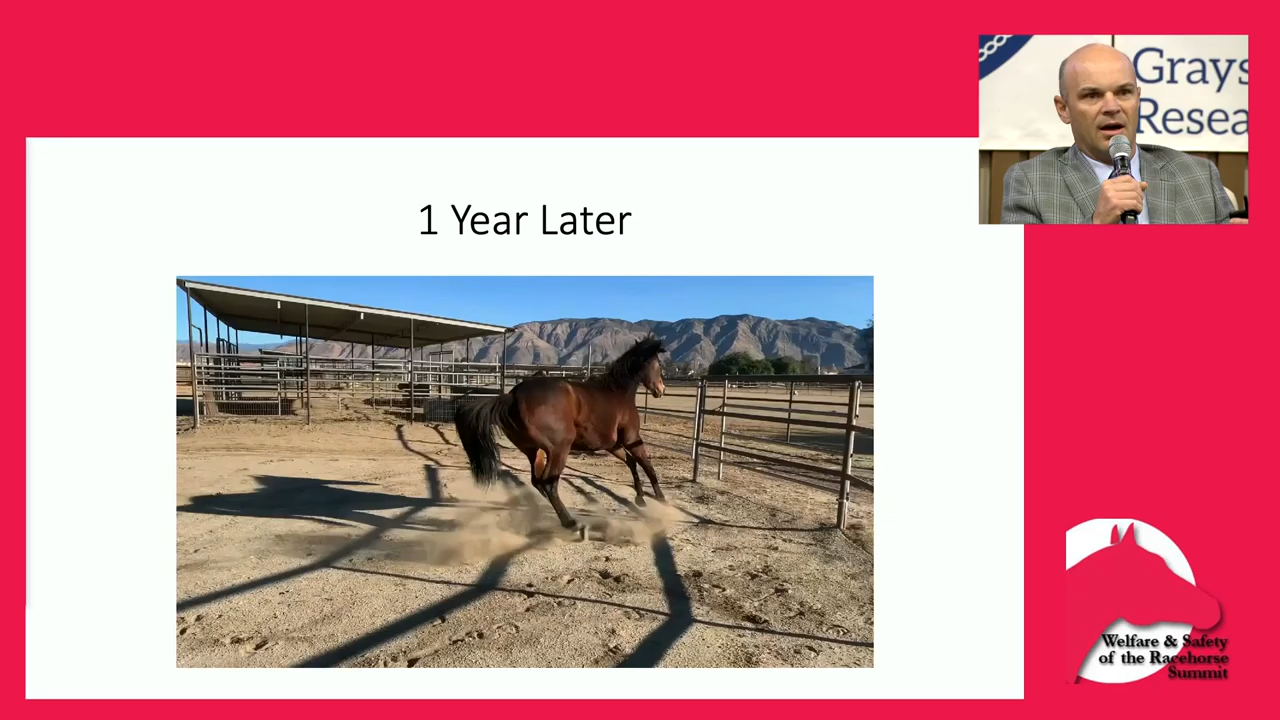 1 Year Later
Grays
Resea
Welfare & Safety
of the Racehorse
Summit